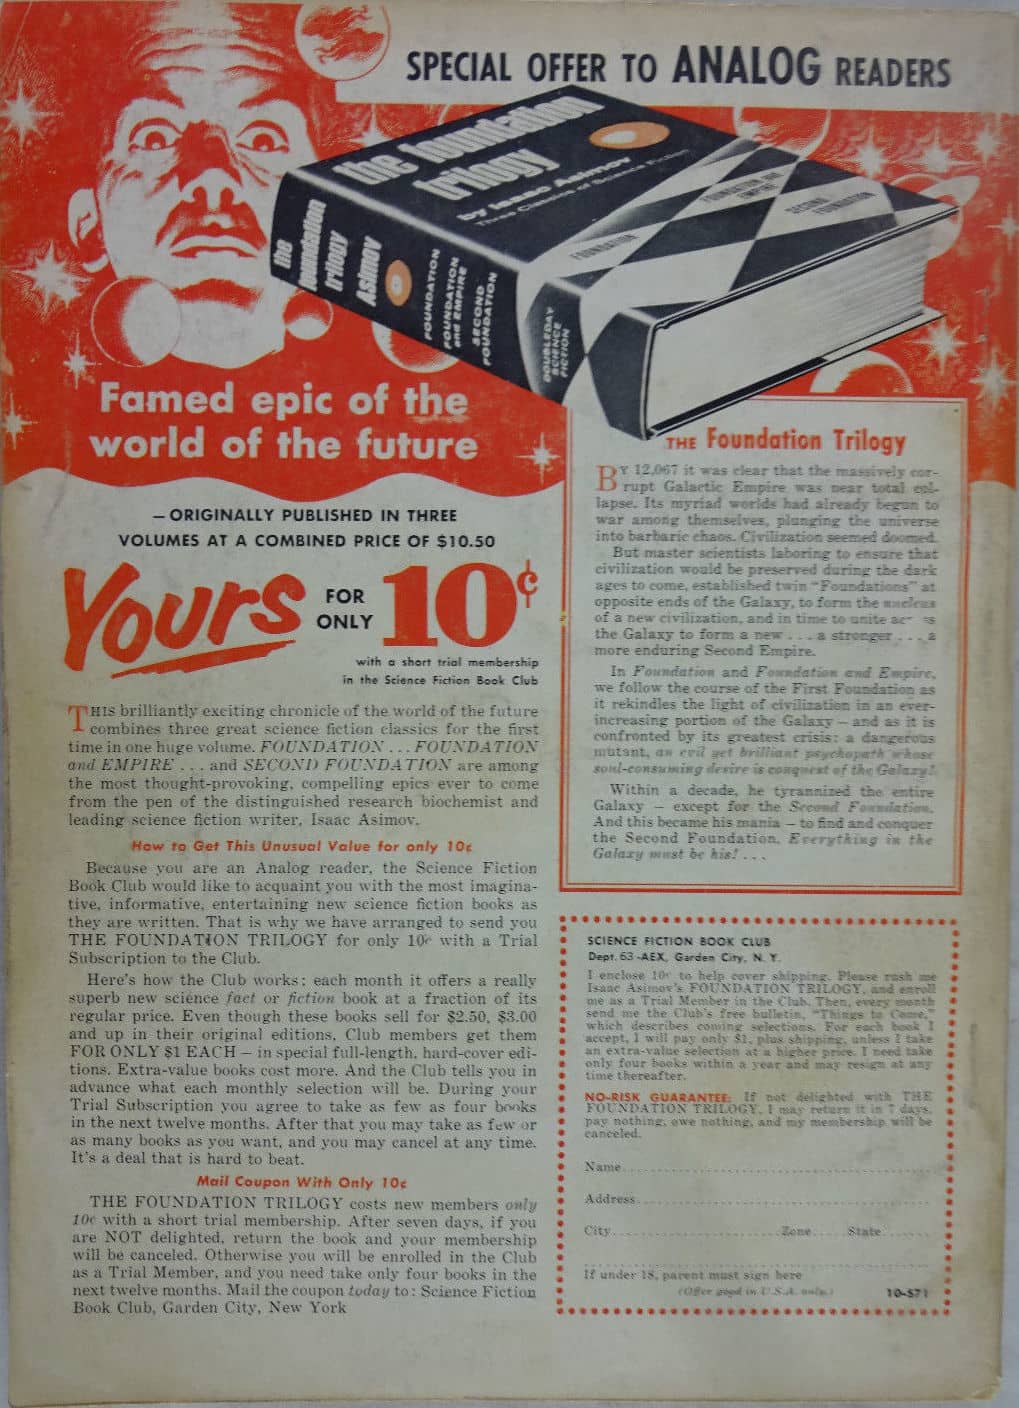 SPECIAL OFFER TO ANALOG READERS
the foundation
trilogy
by Isaac Asimov
Three Classics of Science Fiction
FOUNDATION
FOUNDATION AND
EMPIRE
SECOND
FOUNDATION
the
foundation
trilogy
Asimov
FOUNDATION
FOUNDATION
and EMPIRE
SECOND
FOUNDATION
DOUBLEDAY
SCIENCE
FICTION
Famed epic of the
world of the future
— ORIGINALLY PUBLISHED IN THREE
VOLUMES AT A COMBINED PRICE OF $10.50
Yours FOR
ONLY 10¢
with a short trial membership
in the Science Fiction Book Club
THIS brilliantly exciting chronicle of the world of the future
combines three great science fiction classics for the first
time in one huge volume. FOUNDATION . . . FOUNDATION
and EMPIRE . . . and SECOND FOUNDATION are among
the most thought-provoking, compelling epics ever to come
from the pen of the distinguished research biochemist and
leading science fiction writer, Isaac Asimov.
How to Get This Unusual Value for only 10¢
Because you are an Analog reader, the Science Fiction
Book Club would like to acquaint you with the most imagina-
tive, informative, entertaining new science fiction books as
they are written. That is why we have arranged to send you
THE FOUNDATION TRILOGY for only 10¢ with a Trial
Subscription to the Club.
Here's how the Club works: each month it offers a really
superb new science fact or fiction book at a fraction of its
regular price. Even though these books sell for $2.50, $3.00
and up in their original editions, Club members get them
FOR ONLY $1 EACH — in special full-length, hard-cover edi-
tions. Extra-value books cost more. And the Club tells you in
advance what each monthly selection will be. During your
Trial Subscription you agree to take as few as four books
in the next twelve months. After that you may take as few or
as many books as you want, and you may cancel at any time.
It's a deal that is hard to beat.
Mail Coupon With Only 10¢
THE FOUNDATION TRILOGY costs new members only
10¢ with a short trial membership. After seven days, if you
are NOT delighted, return the book and your membership
will be canceled. Otherwise you will be enrolled in the Club
as a Trial Member, and you need take only four books in the
next twelve months. Mail the coupon today to: Science Fiction
Book Club, Garden City, New York
THE Foundation Trilogy
BY 12,067 it was clear that the massively cor-
rupt Galactic Empire was near total col-
lapse. Its myriad worlds had already begun to
war among themselves, plunging the universe
into barbaric chaos. Civilization seemed doomed.
But master scientists laboring to ensure that
civilization would be preserved during the dark
ages to come, established twin "Foundations" at
opposite ends of the Galaxy, to form the nucleus
of a new civilization, and in time to unite
the Galaxy to form a new . . . a stronger . . . a
more enduring Second Empire.
In Foundation and Foundation and Empire,
we follow the course of the First Foundation as
it rekindles the light of civilization in an ever-
increasing portion of the Galaxy — and as it is
confronted by its greatest crisis: a dangerous
mutant, an evil yet brilliant psychopath whose
soul-consuming desire is conquest of the Galaxy!
Within a decade, he tyrannized the entire
Galaxy — except for the Second Foundation.
And this became his mania — to find and conquer
the Second Foundation. Everything in the
Galaxy must be his! . . .
SCIENCE FICTION BOOK CLUB
Dept. 63-AEX, Garden City, N. Y.
I enclose 10¢ to help cover shipping. Please rush me
Isaac Asimov's FOUNDATION TRILOGY, and enroll
me as a Trial Member in the Club. Then, every month
send me the Club's free bulletin, "Things to Come,"
which describes coming selections. For each book I
accept, I will pay only $1, plus shipping, unless I take
an extra-value selection at a higher price. I need take
only four books within a year and may resign at any
time thereafter.
NO-RISK GUARANTEE: If not delighted with THE
FOUNDATION TRILOGY, I may return it in 7 days,
pay nothing, owe nothing, and my membership will be
canceled.
Name
Address
City Zone State
If under 18, parent must sign here
(Offer good in U.S.A. only.) 10-S71